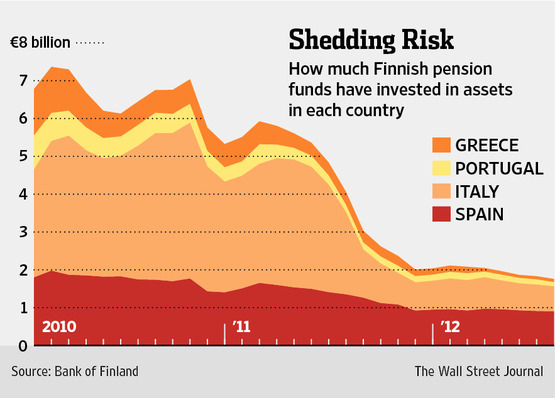 Shedding Risk
How much Finnish pension
funds have invested in assets
in each country
€8 billion
7
6
5
4
3
2
1
0
GREECE
PORTUGAL
ITALY
SPAIN
2010
'11
'12
Source: Bank of Finland
The Wall Street Journal